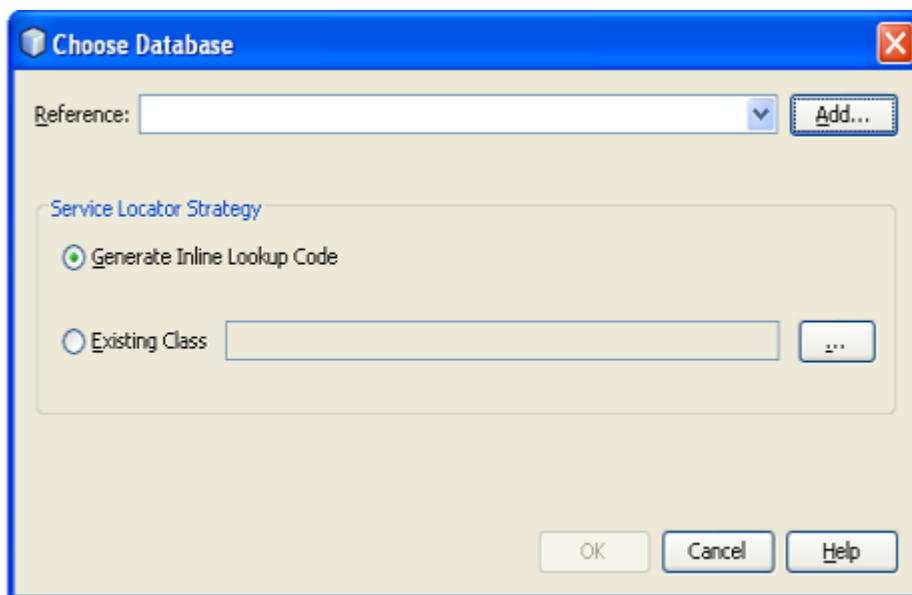 Choose Database
Reference:
Add...
Service Locator Strategy
Generate Inline Lookup Code
Existing Class
...
OK
Cancel
Help